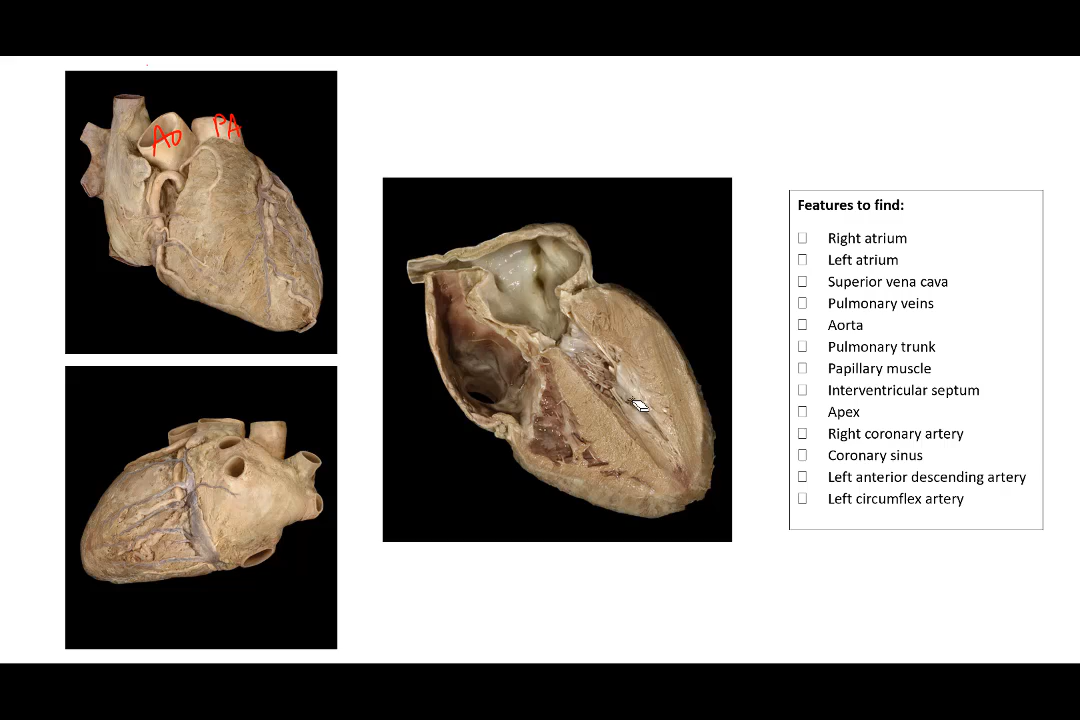 Ao
PA
Features to find:
☐ Right atrium
☐ Left atrium
☐ Superior vena cava
☐ Pulmonary veins
☐ Aorta
☐ Pulmonary trunk
☐ Papillary muscle
☐ Interventricular septum
☐ Apex
☐ Right coronary artery
☐ Coronary sinus
☐ Left anterior descending artery
☐ Left circumflex artery